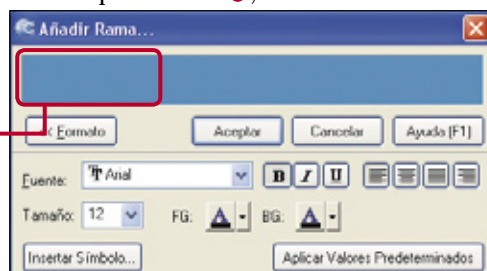 Añadir Rama...
<< Formato Aceptar Cancelar Ayuda (F1)
Fuente: Arial B I U
Tamaño: 12 FG: A BG: A
Insertar Símbolo... Aplicar Valores Predeterminados